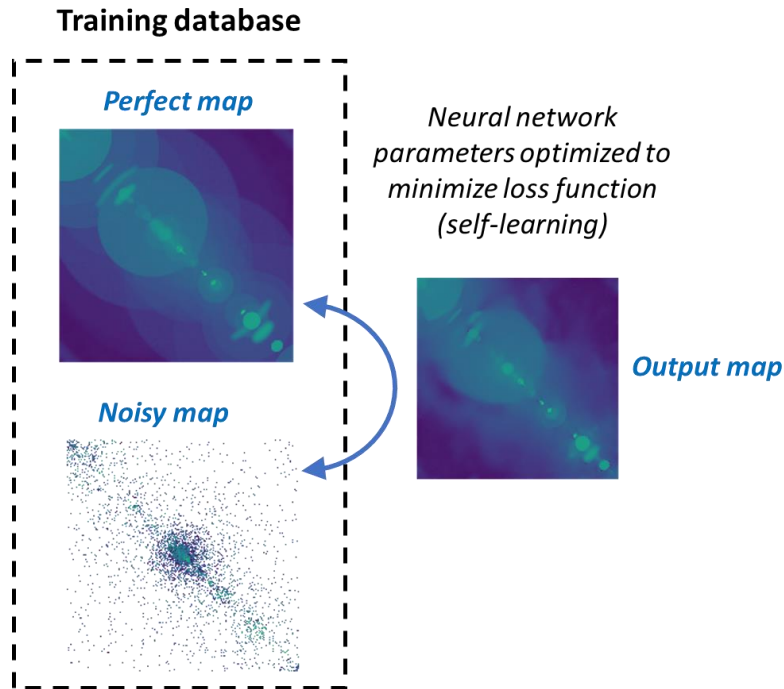 Training database
Perfect map
Neural network
parameters optimized to
minimize loss function
(self-learning)
Output map
Noisy map